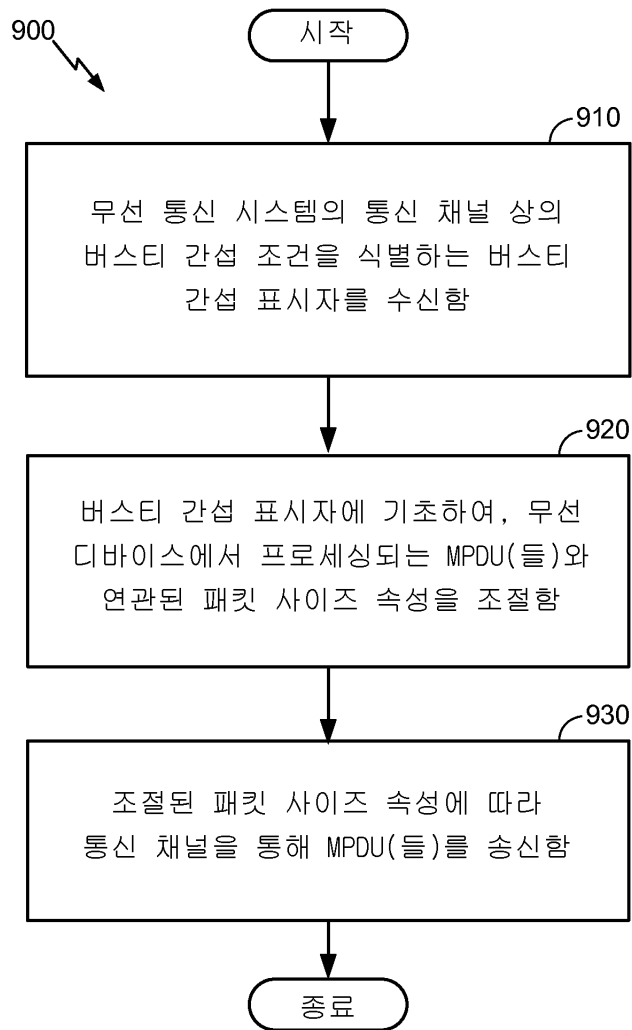 900
시작
910
무선 통신 시스템의 통신 채널 상의
버스티 간섭 조건을 식별하는 버스티
간섭 표시자를 수신함
920
버스티 간섭 표시자에 기초하여, 무선
디바이스에서 프로세싱되는 MPDU(들)와
연관된 패킷 사이즈 속성을 조절함
930
조절된 패킷 사이즈 속성에 따라
통신 채널을 통해 MPDU(들)를 송신함
종료